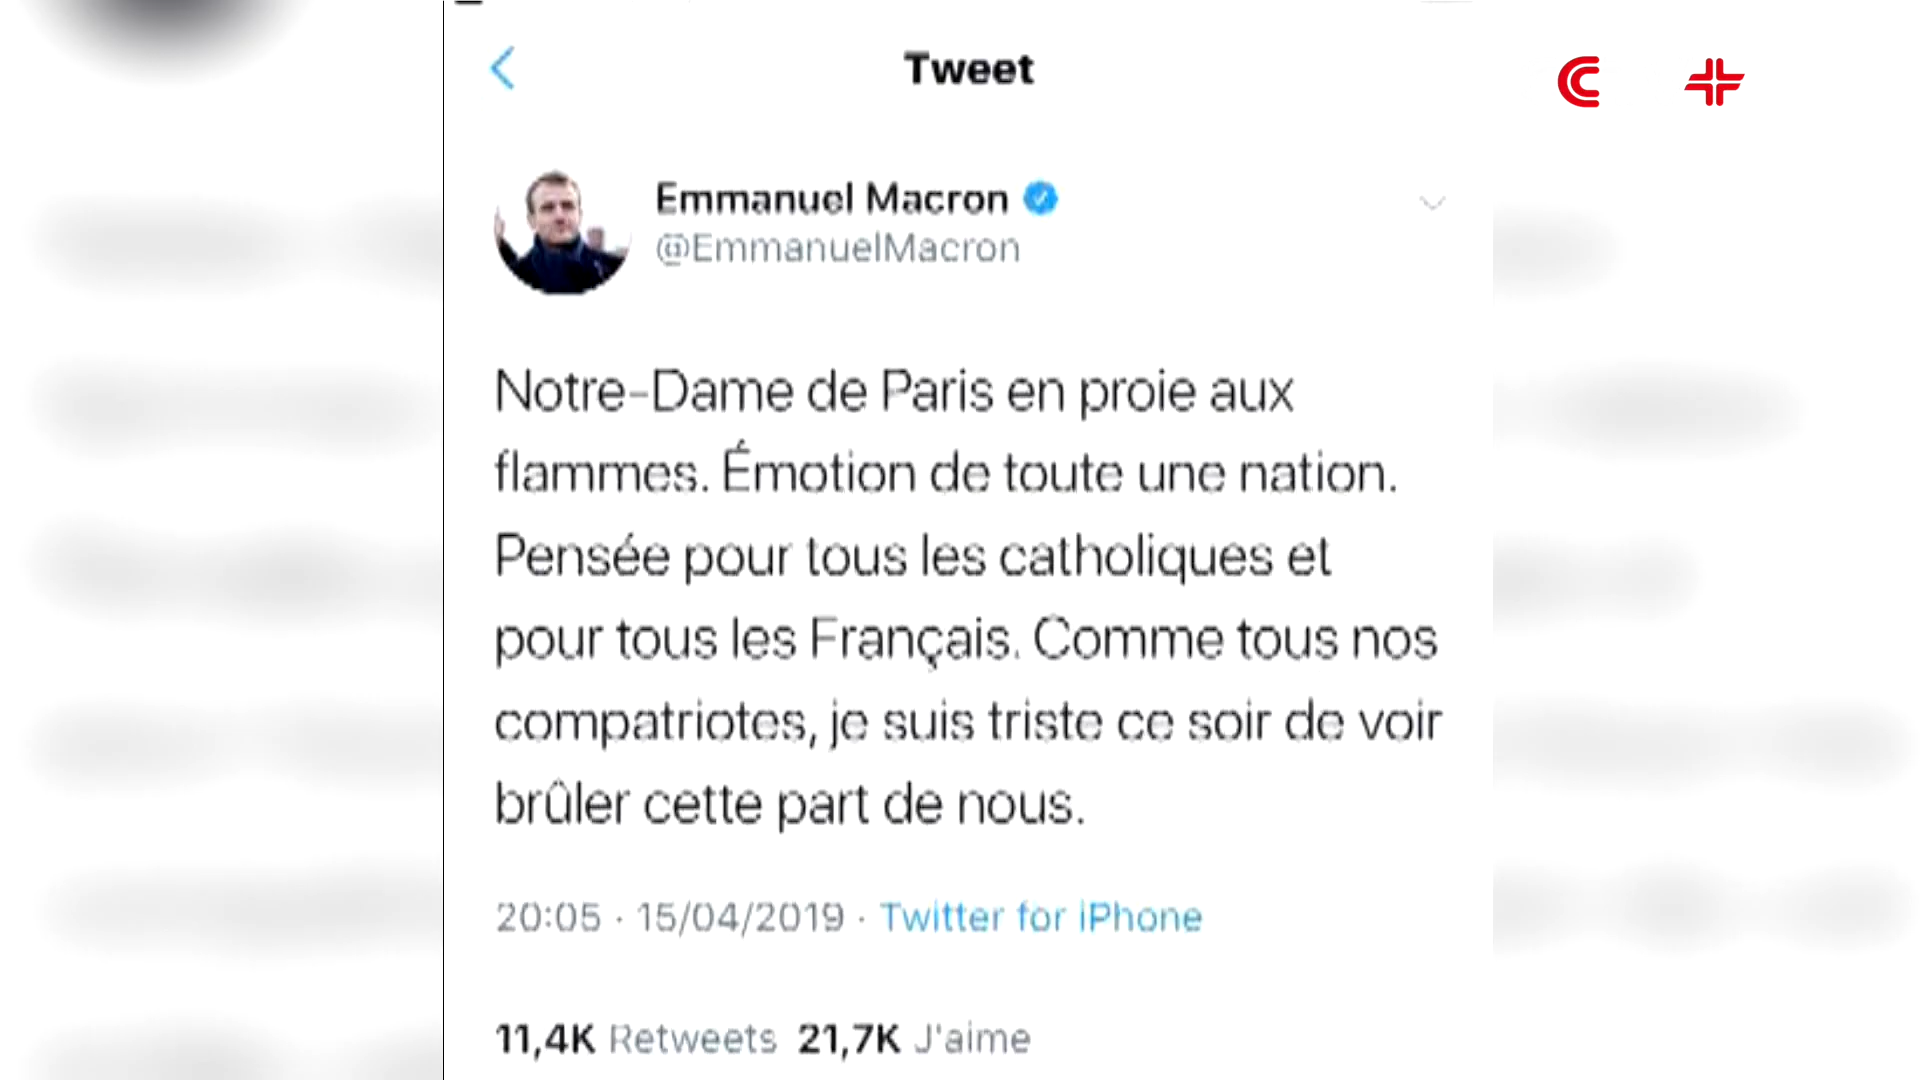 Tweet
Emmanuel Macron
@EmmanuelMacron
Notre-Dame de Paris en proie aux
flammes. Émotion de toute une nation.
Pensée pour tous les catholiques et
pour tous les Français. Comme tous nos
compatriotes, je suis triste ce soir de voir
brûler cette part de nous.
20:05 · 15/04/2019 · Twitter for iPhone
11,4K Retweets 21,7K J'aime